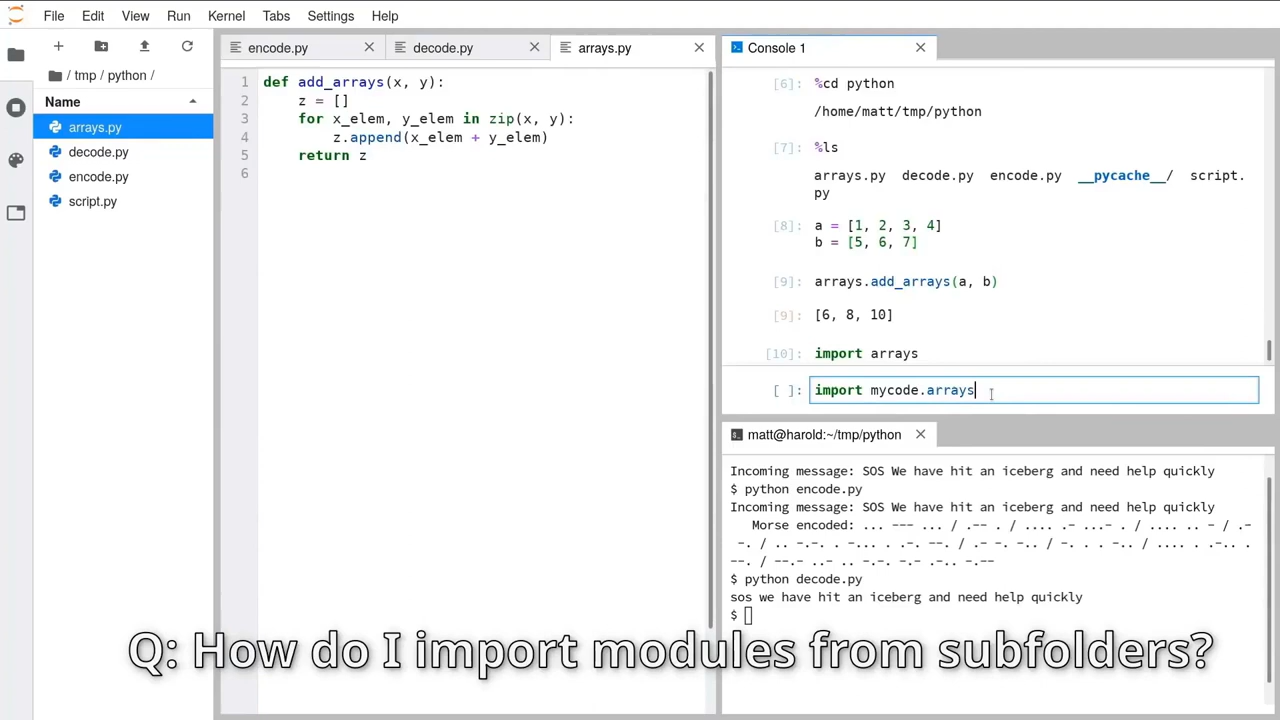 File Edit View Run Kernel Tabs Settings Help
/ tmp / python /
Name
arrays.py
decode.py
encode.py
script.py
encode.py decode.py arrays.py
1 def add_arrays(x, y):
2 z = []
3 for x_elem, y_elem in zip(x, y):
4 z.append(x_elem + y_elem)
5 return z
6
Console 1
[6]: %cd python
/home/matt/tmp/python
[7]: %ls
arrays.py decode.py encode.py __pycache__/ script.
py
[8]: a = [1, 2, 3, 4]
b = [5, 6, 7]
[9]: arrays.add_arrays(a, b)
[9]: [6, 8, 10]
[10]: import arrays
[ ]: import mycode.arrays
matt@harold:~/tmp/python
Incoming message: SOS We have hit an iceberg and need help quickly
$ python encode.py
Incoming message: SOS We have hit an iceberg and need help quickly
Morse encoded: ... --- ... / .-- . / .... .- ...- . / .... .. - / .-
-. / .. -.-. . -... . .-. --. / .- -. -.. / -. . . -.. / .... . .-.. .
--. / --.- ..- .. -.-. -.- .-.. -.--
$ python decode.py
sos we have hit an iceberg and need help quickly
$
Q: How do I import modules from subfolders?